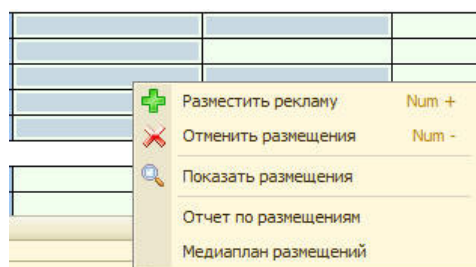 Разместить рекламу Num +
Отменить размещения Num -
Показать размещения
Отчет по размещениям
Медиаплан размещений